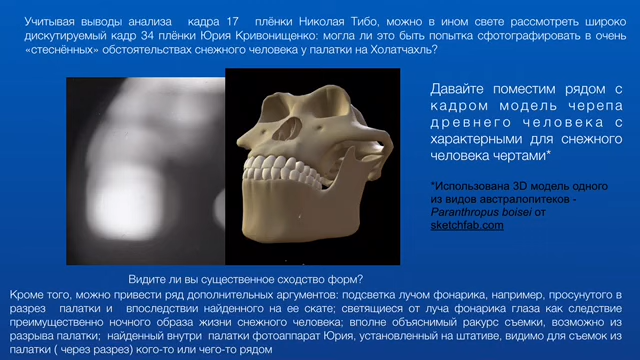 Учитывая выводы анализа кадра 17 плёнки Николая Тибо, можно в ином свете рассмотреть широко
дискутируемый кадр 34 плёнки Юрия Кривонищенко: могла ли это быть попытка сфотографировать в очень
«стеснённых» обстоятельствах снежного человека у палатки на Холатчахль?
Давайте поместим рядом с
кадром модель черепа
древнего человека с
характерными для снежного
человека чертами*
*Использована 3D модель одного
из видов австралопитеков -
Paranthropus boisei от
sketchfab.com
Видите ли вы существенное сходство форм?
Кроме того, можно привести ряд дополнительных аргументов: подсветка лучом фонарика, например, просунутого в
разрез палатки и впоследствии найденного на ее скате; светящиеся от луча фонарика глаза как следствие
преимущественно ночного образа жизни снежного человека; вполне объяснимый ракурс съемки, возможно из
разрыва палатки; найденный внутри палатки фотоаппарат Юрия, установленный на штативе, видимо для съемок из
палатки ( через разрез) кого-то или чего-то рядом